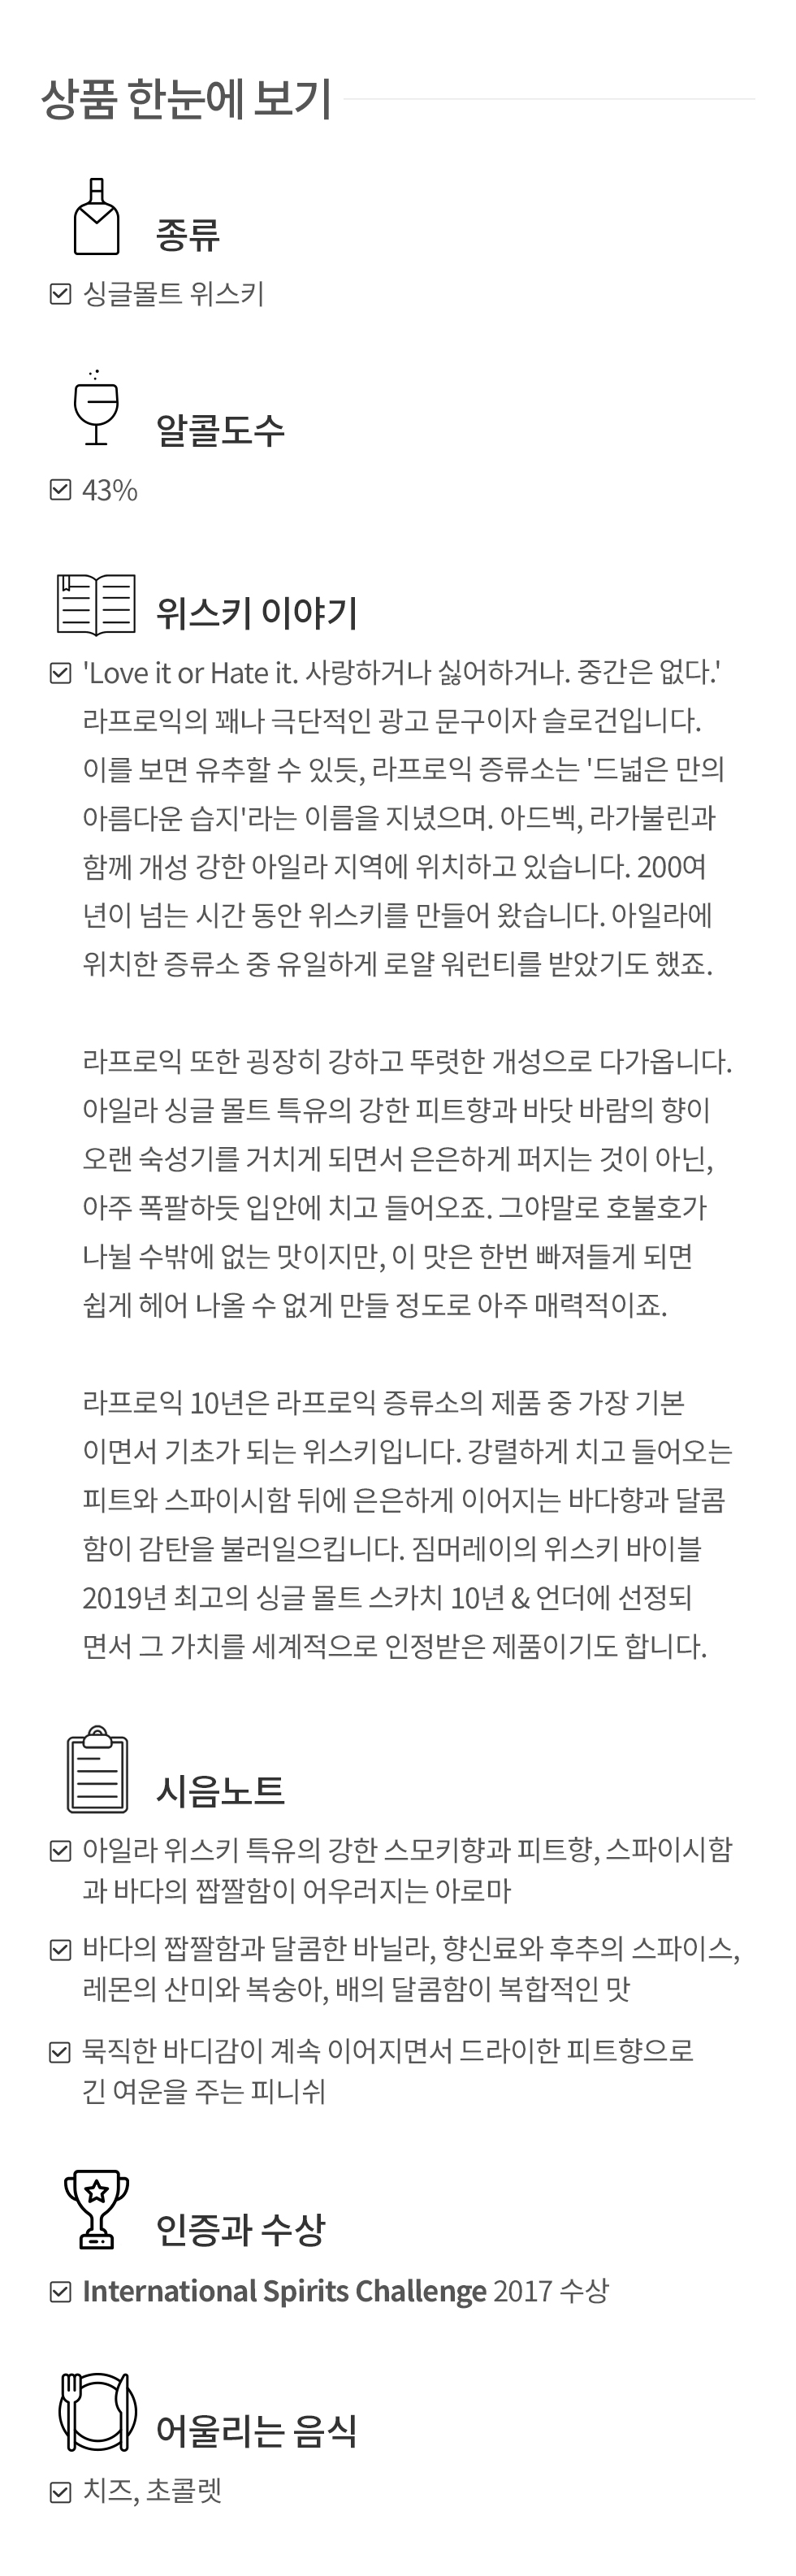 상품 한눈에 보기
종류
싱글몰트 위스키
알콜도수
43%
위스키 이야기
'Love it or Hate it. 사랑하거나 싫어하거나. 중간은 없다.'
라프로익의 꽤나 극단적인 광고 문구이자 슬로건입니다.
이를 보면 유추할 수 있듯, 라프로익 증류소는 '드넓은 만의
아름다운 습지'라는 이름을 지녔으며. 아드벡, 라가불린과
함께 개성 강한 아일라 지역에 위치하고 있습니다. 200여
년이 넘는 시간 동안 위스키를 만들어 왔습니다. 아일라에
위치한 증류소 중 유일하게 로얄 워런티를 받았기도 했죠.
라프로익 또한 굉장히 강하고 뚜렷한 개성으로 다가옵니다.
아일라 싱글 몰트 특유의 강한 피트향과 바닷 바람의 향이
오랜 숙성기를 거치게 되면서 은은하게 퍼지는 것이 아닌,
아주 폭팔하듯 입안에 치고 들어오죠. 그야말로 호불호가
나뉠 수밖에 없는 맛이지만, 이 맛은 한번 빠져들게 되면
쉽게 헤어 나올 수 없게 만들 정도로 아주 매력적이죠.
라프로익 10년은 라프로익 증류소의 제품 중 가장 기본
이면서 기초가 되는 위스키입니다. 강렬하게 치고 들어오는
피트와 스파이시함 뒤에 은은하게 이어지는 바다향과 달콤
함이 감탄을 불러일으킵니다. 짐머레이의 위스키 바이블
2019년 최고의 싱글 몰트 스카치 10년 & 언더에 선정되
면서 그 가치를 세계적으로 인정받은 제품이기도 합니다.
시음노트
아일라 위스키 특유의 강한 스모키향과 피트향, 스파이시함
과 바다의 짭짤함이 어우러지는 아로마
바다의 짭짤함과 달콤한 바닐라, 향신료와 후추의 스파이스,
레몬의 산미와 복숭아, 배의 달콤함이 복합적인 맛
묵직한 바디감이 계속 이어지면서 드라이한 피트향으로
긴 여운을 주는 피니쉬
인증과 수상
International Spirits Challenge 2017 수상
어울리는 음식
치즈, 초콜렛